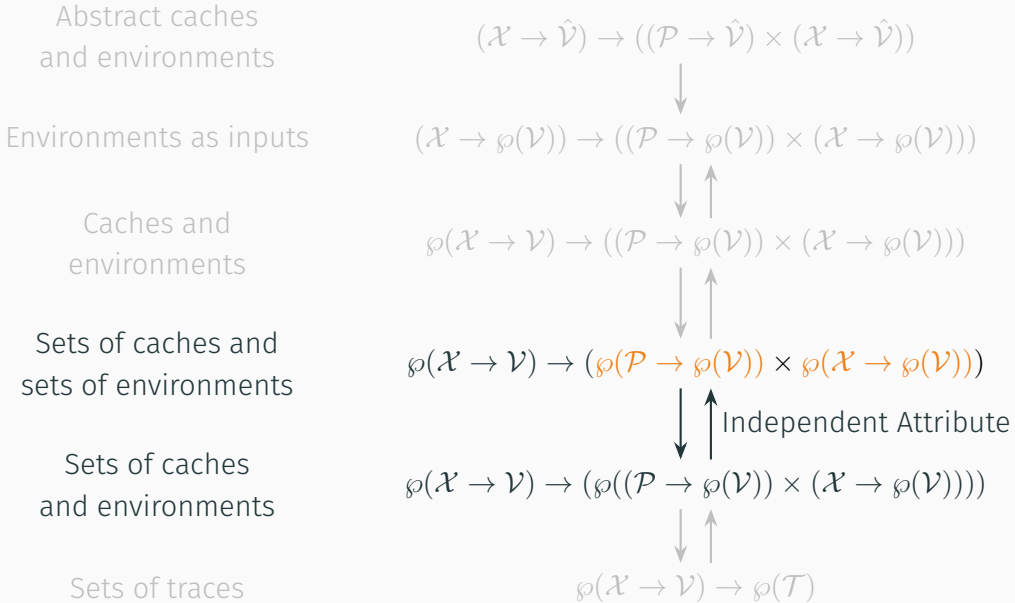 Abstract caches
and environments
(𝒳 → 𝒱̂) → ((𝒫 → 𝒱̂) × (𝒳 → 𝒱̂))
Environments as inputs
(𝒳 → ℘(𝒱)) → ((𝒫 → ℘(𝒱)) × (𝒳 → ℘(𝒱)))
Caches and
environments
℘(𝒳 → 𝒱) → ((𝒫 → ℘(𝒱)) × (𝒳 → ℘(𝒱)))
Sets of caches and
sets of environments
℘(𝒳 → 𝒱) → (℘(𝒫 → ℘(𝒱)) × ℘(𝒳 → ℘(𝒱)))
Independent Attribute
Sets of caches
and environments
℘(𝒳 → 𝒱) → (℘((𝒫 → ℘(𝒱)) × (𝒳 → ℘(𝒱))))
Sets of traces
℘(𝒳 → 𝒱) → ℘(𝒯)